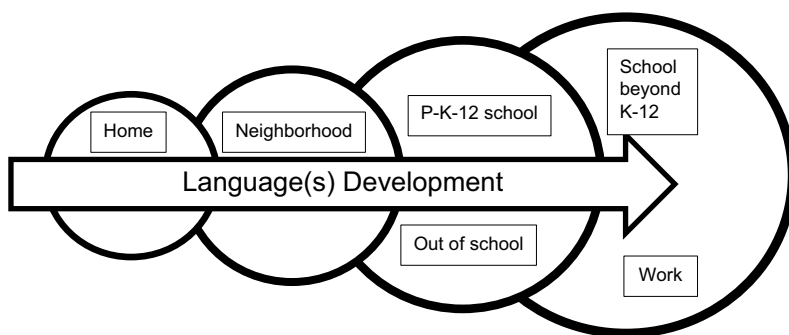 Home
Neighborhood
P-K-12 school
School
beyond
K-12
Language(s) Development
Out of school
Work